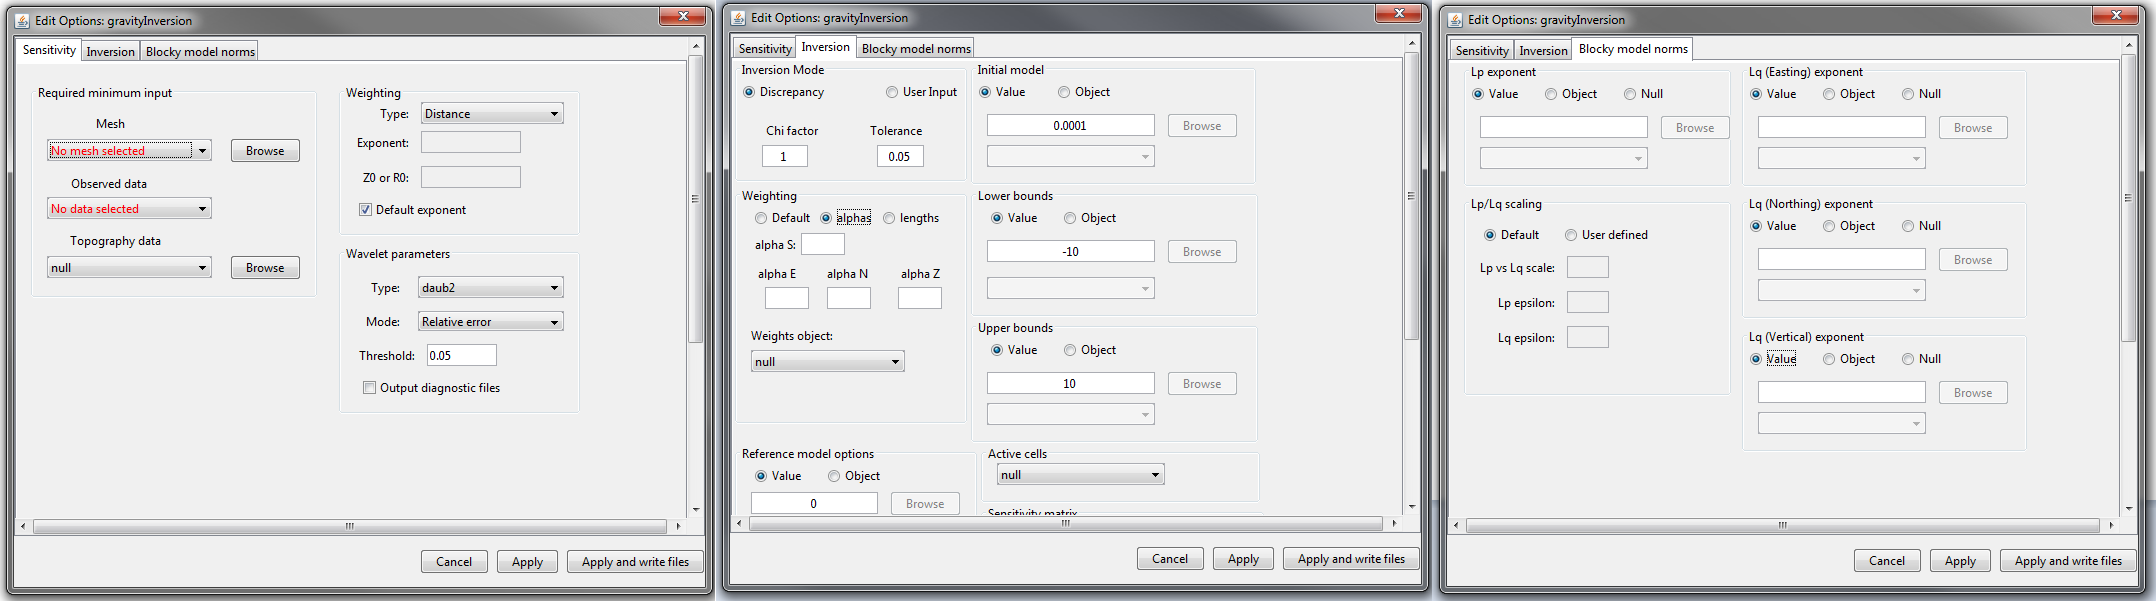 Edit Options: gravityInversion
Sensitivity Inversion Blocky model norms
Required minimum input
Mesh
No mesh selected Browse
Observed data
No data selected
Topography data
null Browse
Weighting
Type: Distance
Exponent:
Z0 or R0:
Default exponent
Wavelet parameters
Type: daub2
Mode: Relative error
Threshold: 0.05
Output diagnostic files
Cancel Apply Apply and write files
Edit Options: gravityInversion
Sensitivity Inversion Blocky model norms
Inversion Mode
Discrepancy User Input
Chi factor Tolerance
1 0.05
Weighting
Default alphas lengths
alpha S:
alpha E alpha N alpha Z
Weights object:
null
Reference model options
Value Object
0 Browse
Initial model
Value Object
0.0001 Browse
Lower bounds
Value Object
-10 Browse
Upper bounds
Value Object
10 Browse
Active cells
null
Sensitivity matrix
Cancel Apply Apply and write files
Edit Options: gravityInversion
Sensitivity Inversion Blocky model norms
Lp exponent
Value Object Null
Browse
Lp/Lq scaling
Default User defined
Lp vs Lq scale:
Lp epsilon:
Lq epsilon:
Lq (Easting) exponent
Value Object Null
Browse
Lq (Northing) exponent
Value Object Null
Browse
Lq (Vertical) exponent
Value Object Null
Browse
Cancel Apply Apply and write files